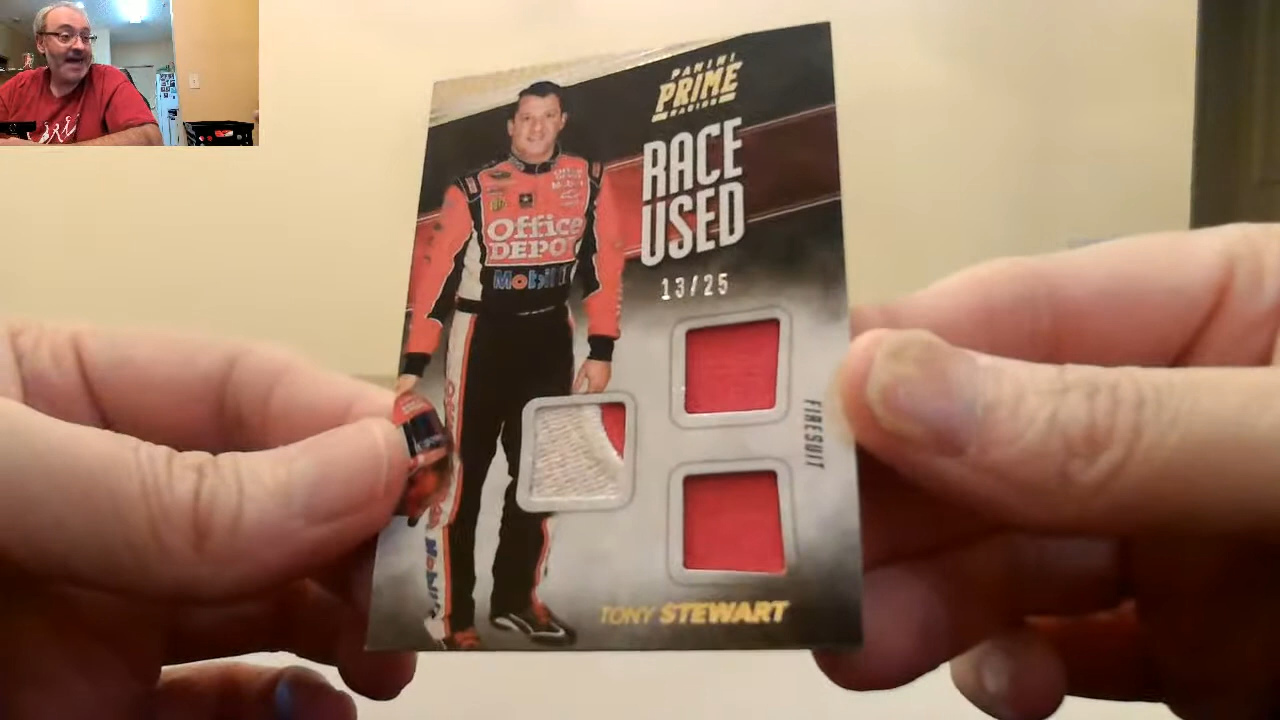 PANINI
PRIME
RACING
RACE
USED
13/25
Office
DEPOT
Mobil 1
FIRESUIT
TONY STEWART